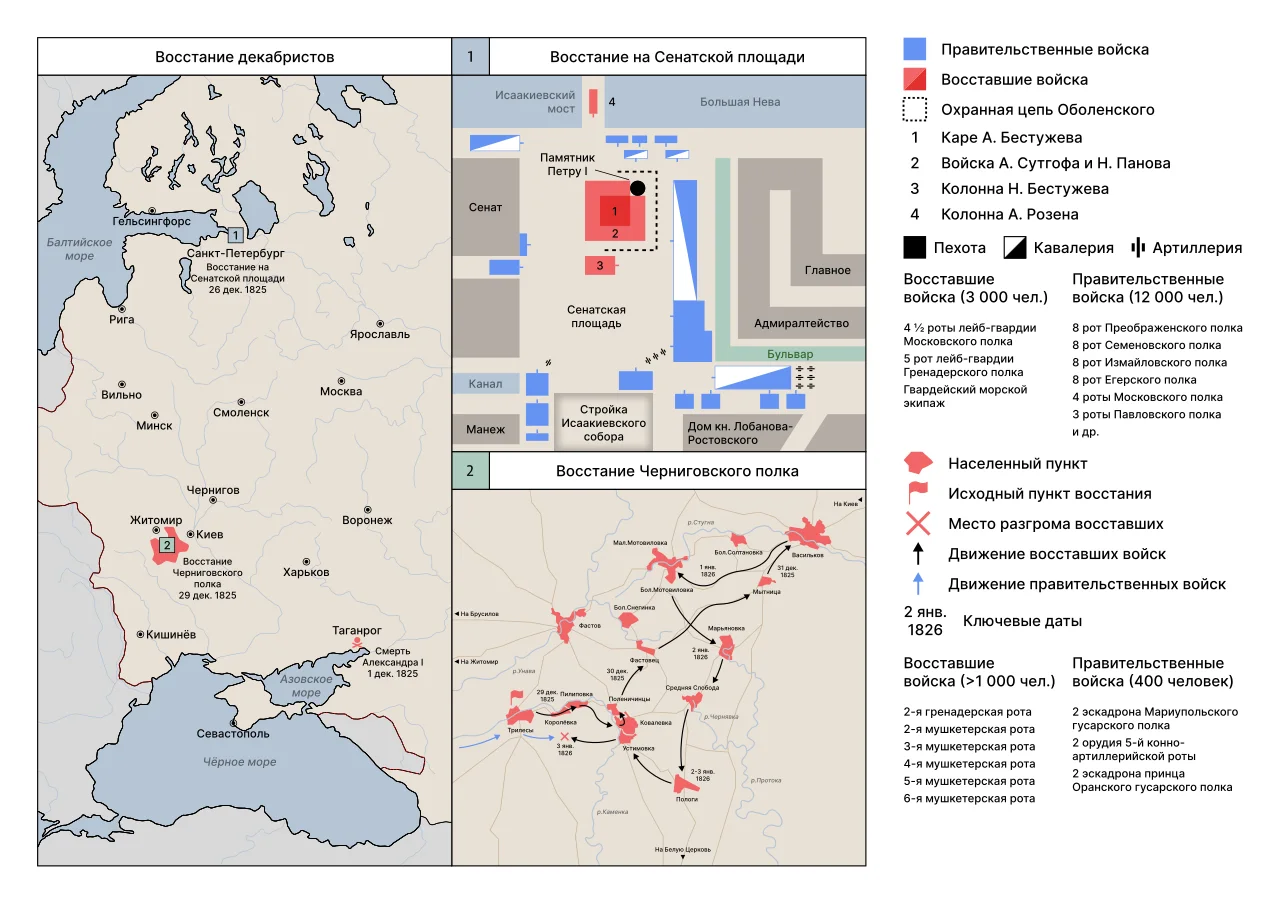 Восстание декабристов
Балтийское
море
Гельсингфорс
1
Санкт-Петербург
Восстание на
Сенатской площади
26 дек. 1825
Рига
Ярославль
Вильно
Москва
Смоленск
Минск
Чернигов
Житомир
Киев
2
Воронеж
Восстание
Черниговского
полка
29 дек. 1825
Харьков
Кишинёв
Таганрог
Смерть
Александра I
1 дек. 1825
Азовское
море
Севастополь
Чёрное море
1
Восстание на Сенатской площади
Исаакиевский
мост
4
Большая Нева
Памятник
Петру I
Сенат
1
2
3
Сенатская
площадь
Главное
Адмиралтейство
Бульвар
Канал
Манеж
Стройка
Исаакиевского
собора
Дом кн. Лобанова-
Ростовского
2
Восстание Черниговского полка
На Киев
р.Стугна
Мал.Мотовиловка
Бол.Солтановка
Васильков
1 янв.
1826
31 дек.
1825
Бол.Мотовиловка
Мытница
На Брусилов
Бол.Снегинка
Фастов
Марьяновка
2 янв.
1826
Фастовец
На Житомир
р.Унава
30 дек.
1825
Средняя Слобода
29 дек.
1825
Пилиповка
Поленичинцы
р.Чернявка
Королёвка
Ковалевка
Трилесы
3 янв.
1826
Устимовка
2-3 янв.
1826
р.Протока
Пологи
р.Каменка
На Белую Церковь
Правительственные войска
Восставшие войска
Охранная цепь Оболенского
1 Каре А. Бестужева
2 Войска А. Сутгофа и Н. Панова
3 Колонна Н. Бестужева
4 Колонна А. Розена
Пехота Кавалерия Артиллерия
Восставшие
войска (3 000 чел.)
4 ½ роты лейб-гвардии
Московского полка
5 рот лейб-гвардии
Гренадерского полка
Гвардейский морской
экипаж
Правительственные
войска (12 000 чел.)
8 рот Преображенского полка
8 рот Семеновского полка
8 рот Измайловского полка
8 рот Егерского полка
4 роты Московского полка
3 роты Павловского полка
и др.
Населенный пункт
Исходный пункт восстания
Место разгрома восставших
Движение восставших войск
Движение правительственных войск
2 янв.
1826
Ключевые даты
Восставшие
войска (>1 000 чел.)
2-я гренадерская рота
2-я мушкетерская рота
3-я мушкетерская рота
4-я мушкетерская рота
5-я мушкетерская рота
6-я мушкетерская рота
Правительственные
войска (400 человек)
2 эскадрона Мариупольского
гусарского полка
2 орудия 5-й конно-
артиллерийской роты
2 эскадрона принца
Оранского гусарского полка